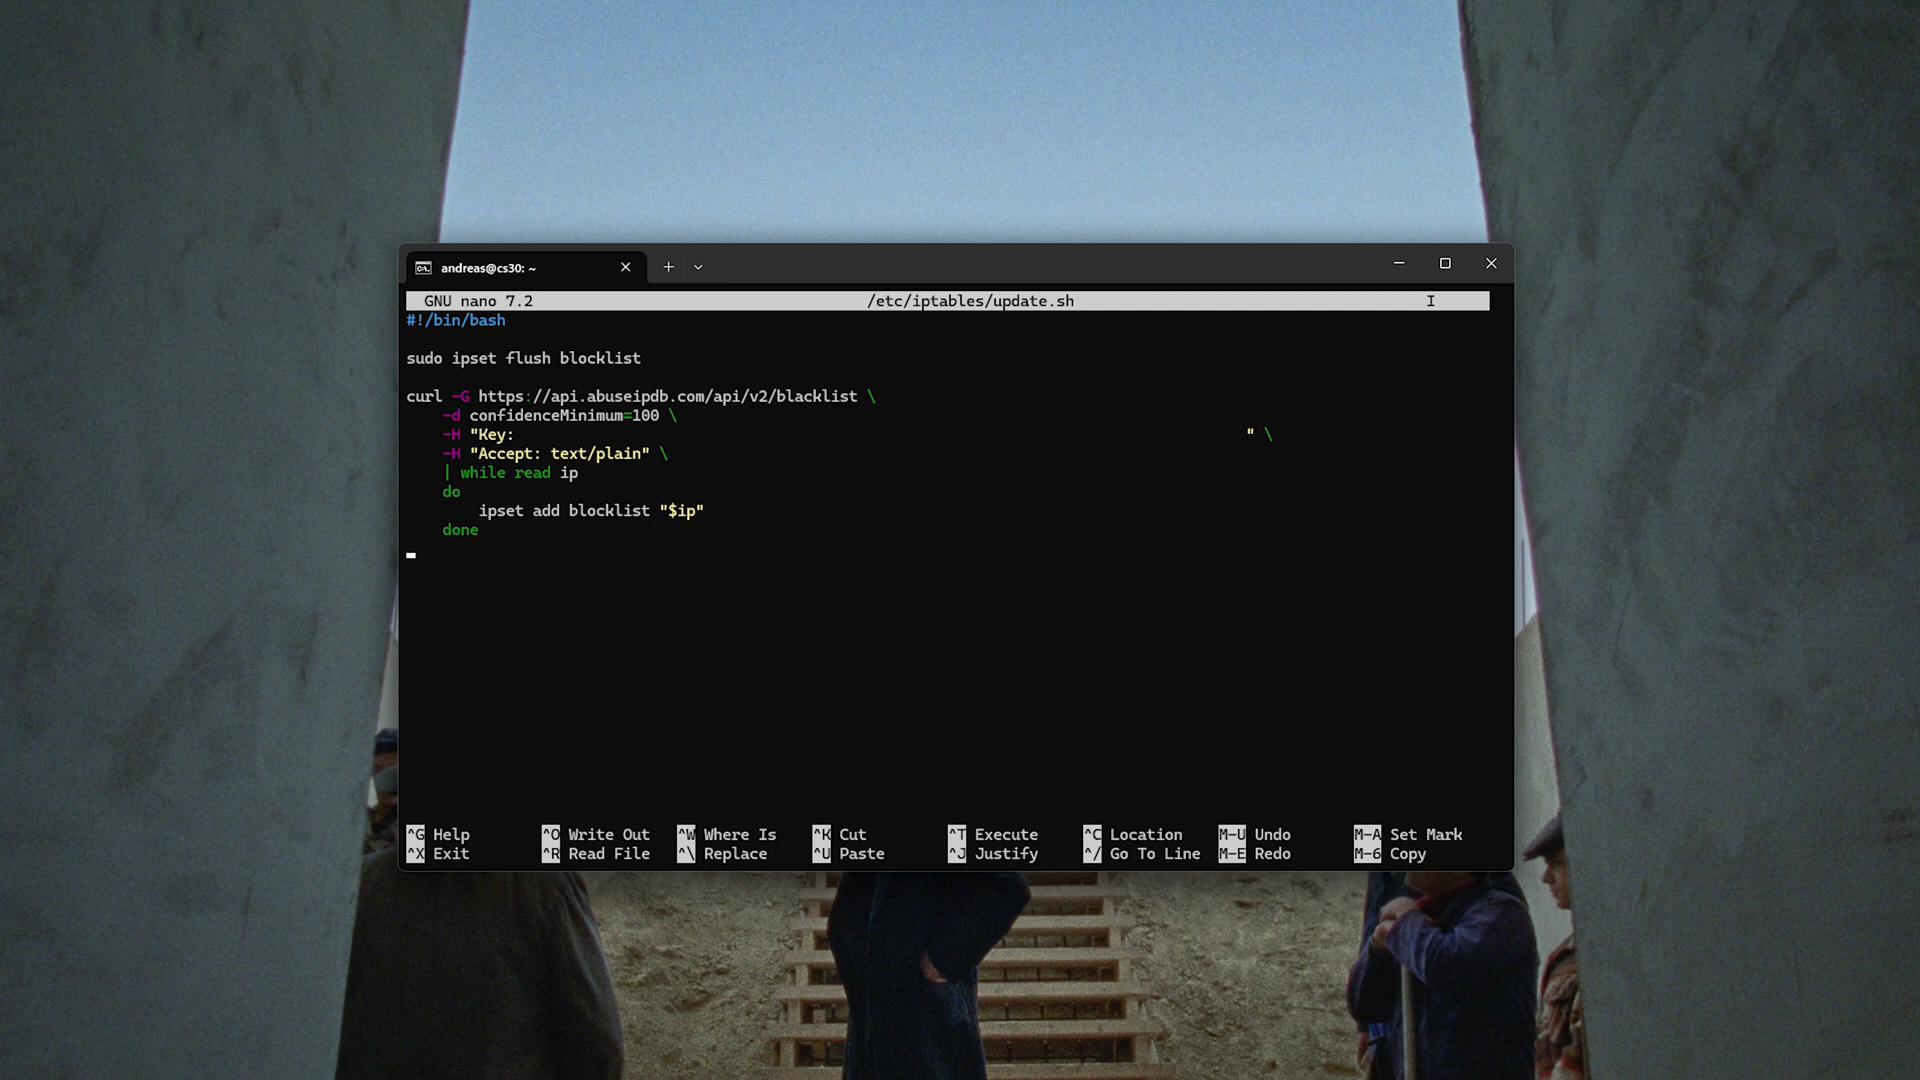 andreas@cs30: ~
GNU nano 7.2 /etc/iptables/update.sh
#!/bin/bash
sudo ipset flush blocklist
curl -G https://api.abuseipdb.com/api/v2/blacklist \
-d confidenceMinimum=100 \
-H "Key: " \
-H "Accept: text/plain" \
| while read ip
do
ipset add blocklist "$ip"
done
^G Help ^O Write Out ^W Where Is ^K Cut ^T Execute ^C Location M-U Undo M-A Set Mark
^X Exit ^R Read File ^\ Replace ^U Paste ^J Justify ^/ Go To Line M-E Redo M-6 Copy